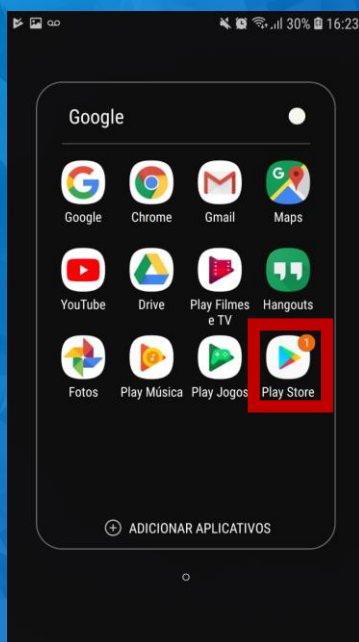 30% 16:23
Google
Google Chrome Gmail Maps
YouTube Drive Play Filmes e TV Hangouts
1
Fotos Play Música Play Jogos Play Store
ADICIONAR APLICATIVOS